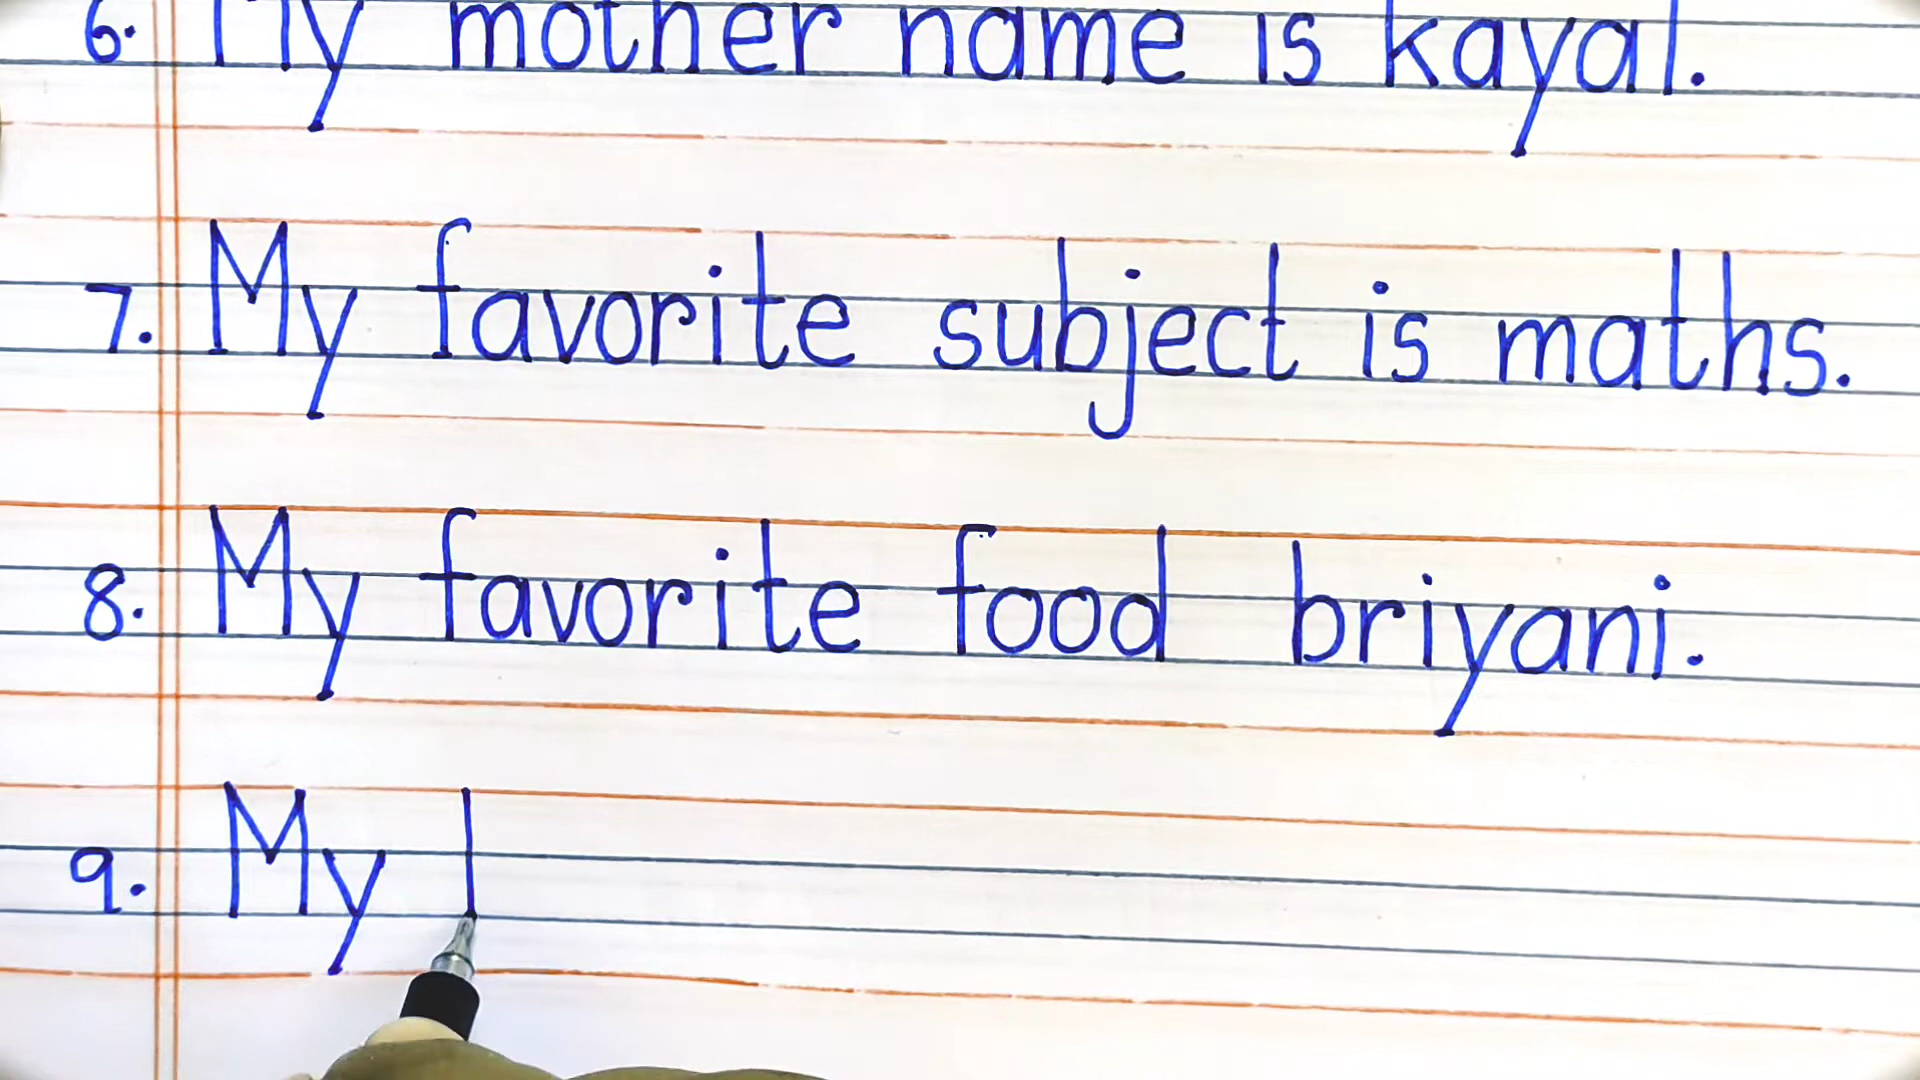 6. My mother name is kayal.
7. My favorite subject is maths.
8. My favorite food briyani.
9. My